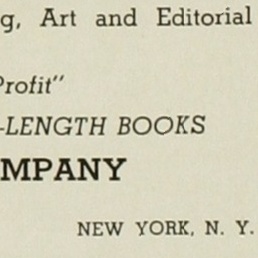 g, Art and Editorial
Profit"
-LENGTH BOOKS
MPANY
NEW YORK, N. Y.